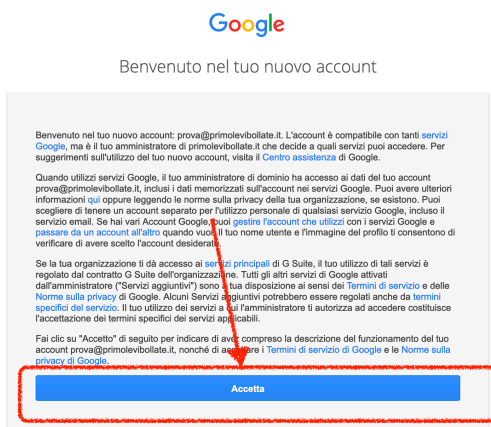 Google
Benvenuto nel tuo nuovo account
Benvenuto nel tuo nuovo account: prova@primolevibollate.it. L'account è compatibile con tanti servizi
Google, ma è il tuo amministratore di primolevibollate.it che decide a quali servizi puoi accedere. Per
suggerimenti sull'utilizzo del tuo nuovo account, visita il Centro assistenza di Google.
Quando utilizzi servizi Google, il tuo amministratore di dominio ha accesso ai dati del tuo account
prova@primolevibollate.it, inclusi i dati memorizzati sull'account nei servizi Google. Puoi avere ulteriori
informazioni qui oppure leggendo le norme sulla privacy della tua organizzazione, se esistono. Puoi
scegliere di tenere un account separato per l'utilizzo personale di qualsiasi servizio Google, incluso il
servizio email. Se hai vari Account Google, puoi gestire l'account che utilizzi con i servizi Google e
passare da un account all'altro quando vuoi. Il tuo nome utente e l'immagine del profilo ti consentono di
verificare di avere scelto l'account desiderato.
Se la tua organizzazione ti dà accesso ai servizi principali di G Suite, il tuo utilizzo di tali servizi è
regolato dal contratto G Suite dell'organizzazione. Tutti gli altri servizi di Google attivati
dall'amministratore ("Servizi aggiuntivi") sono a tua disposizione ai sensi dei Termini di servizio e delle
Norme sulla privacy di Google. Alcuni Servizi aggiuntivi potrebbero essere regolati anche da termini
specifici del servizio. Il tuo utilizzo dei servizi a cui l'amministratore ti autorizza ad accedere costituisce
l'accettazione dei termini specifici dei servizi applicabili.
Fai clic su "Accetto" di seguito per indicare di aver compreso la descrizione del funzionamento del tuo
account prova@primolevibollate.it, nonché di accettare i Termini di servizio di Google e le Norme sulla
privacy di Google.
Accetta